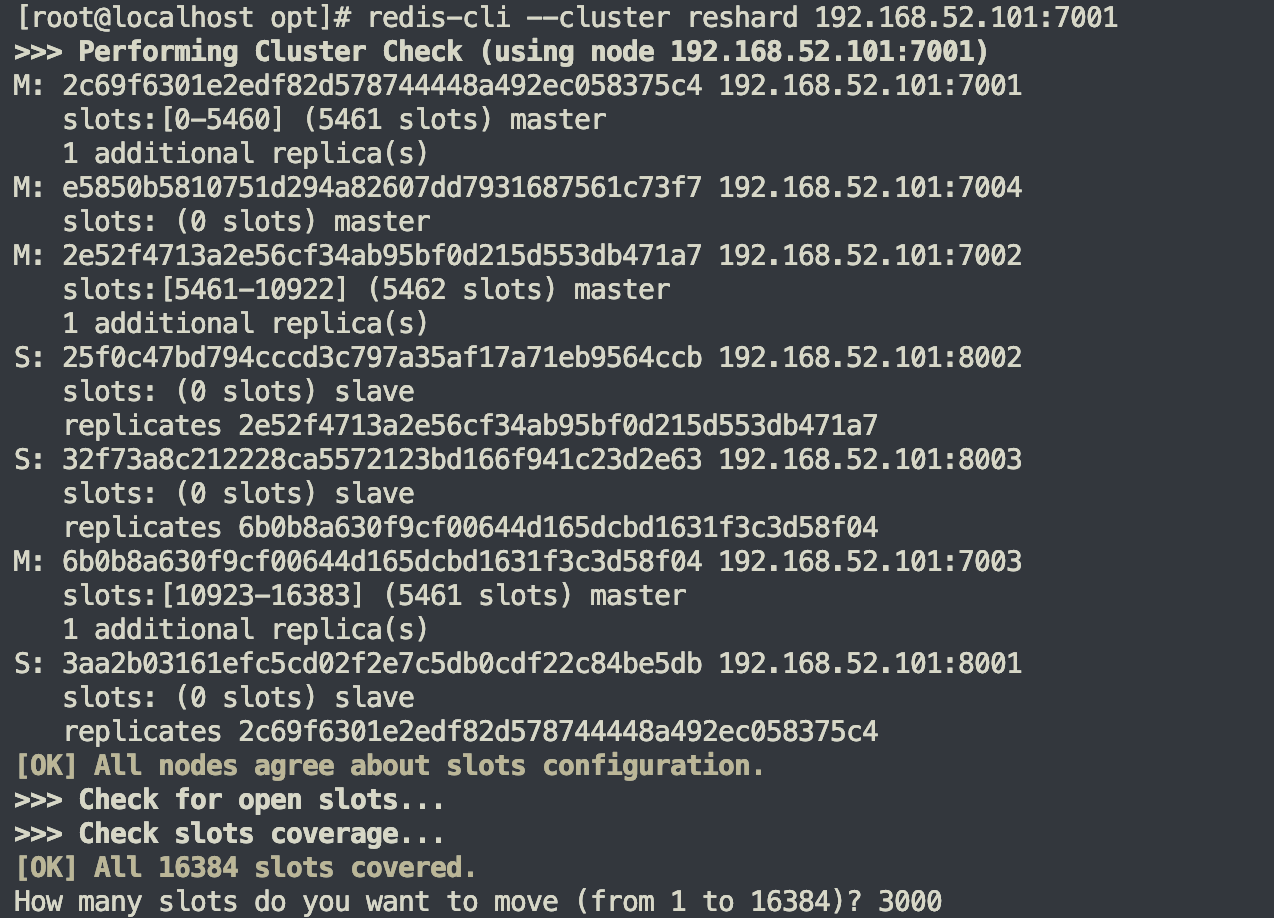 [root@localhost opt]# redis-cli --cluster reshard 192.168.52.101:7001
>>> Performing Cluster Check (using node 192.168.52.101:7001)
M: 2c69f6301e2edf82d578744448a492ec058375c4 192.168.52.101:7001
   slots:[0-5460] (5461 slots) master
   1 additional replica(s)
M: e5850b5810751d294a82607dd7931687561c73f7 192.168.52.101:7004
   slots: (0 slots) master
M: 2e52f4713a2e56cf34ab95bf0d215d553db471a7 192.168.52.101:7002
   slots:[5461-10922] (5462 slots) master
   1 additional replica(s)
S: 25f0c47bd794cccd3c797a35af17a71eb9564ccb 192.168.52.101:8002
   slots: (0 slots) slave
   replicates 2e52f4713a2e56cf34ab95bf0d215d553db471a7
S: 32f73a8c212228ca5572123bd166f941c23d2e63 192.168.52.101:8003
   slots: (0 slots) slave
   replicates 6b0b8a630f9cf00644d165dcbd1631f3c3d58f04
M: 6b0b8a630f9cf00644d165dcbd1631f3c3d58f04 192.168.52.101:7003
   slots:[10923-16383] (5461 slots) master
   1 additional replica(s)
S: 3aa2b03161efc5cd02f2e7c5db0cdf22c84be5db 192.168.52.101:8001
   slots: (0 slots) slave
   replicates 2c69f6301e2edf82d578744448a492ec058375c4
[OK] All nodes agree about slots configuration.
>>> Check for open slots...
>>> Check slots coverage...
[OK] All 16384 slots covered.
How many slots do you want to move (from 1 to 16384)? 3000